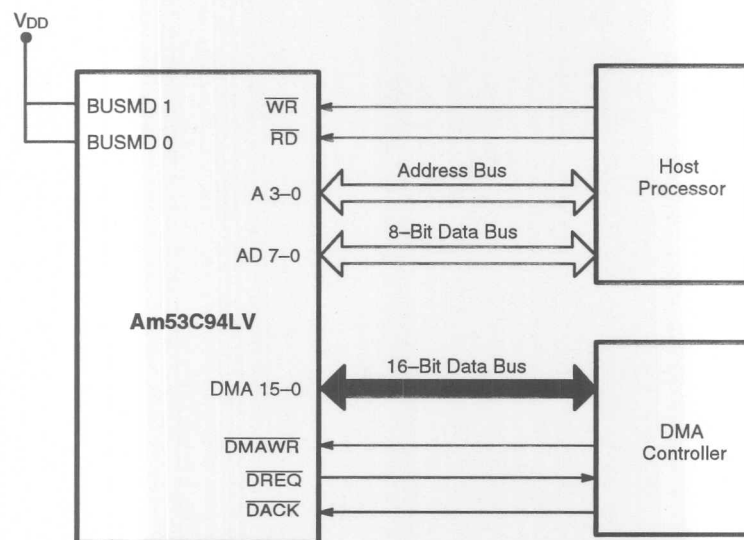 VDD
BUSMD 1
BUSMD 0
WR
RD
A 3–0
AD 7–0
Am53C94LV
DMA 15–0
DMAWR
DREQ
DACK
Address Bus
8–Bit Data Bus
16–Bit Data Bus
Host
Processor
DMA
Controller